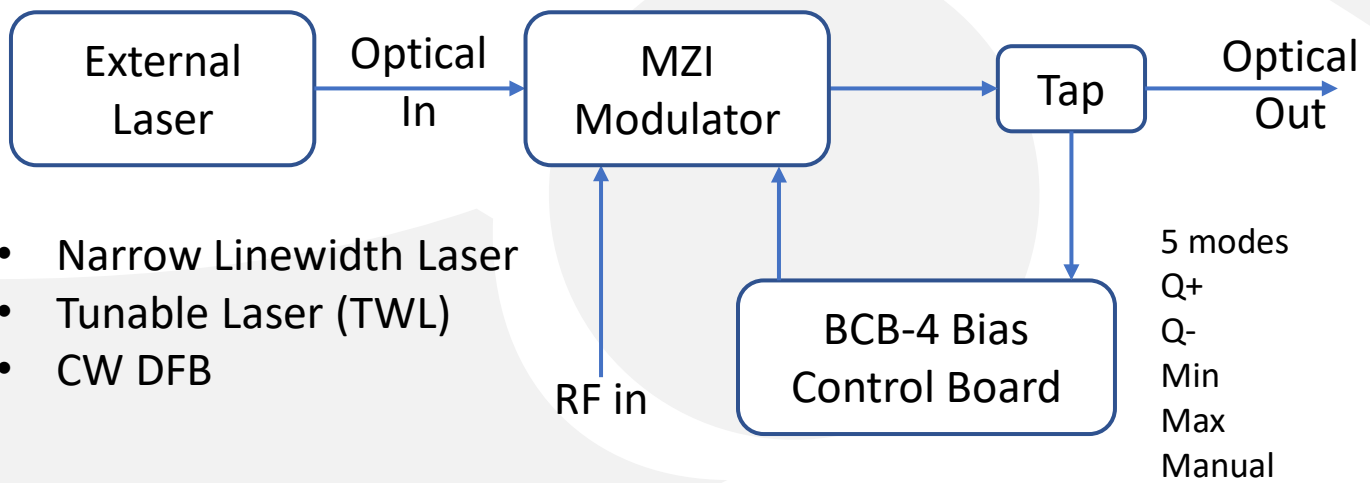 External
Laser
Optical
In
MZI
Modulator
Tap
Optical
Out
• Narrow Linewidth Laser
• Tunable Laser (TWL)
• CW DFB
RF in
BCB-4 Bias
Control Board
5 modes
Q+
Q-
Min
Max
Manual